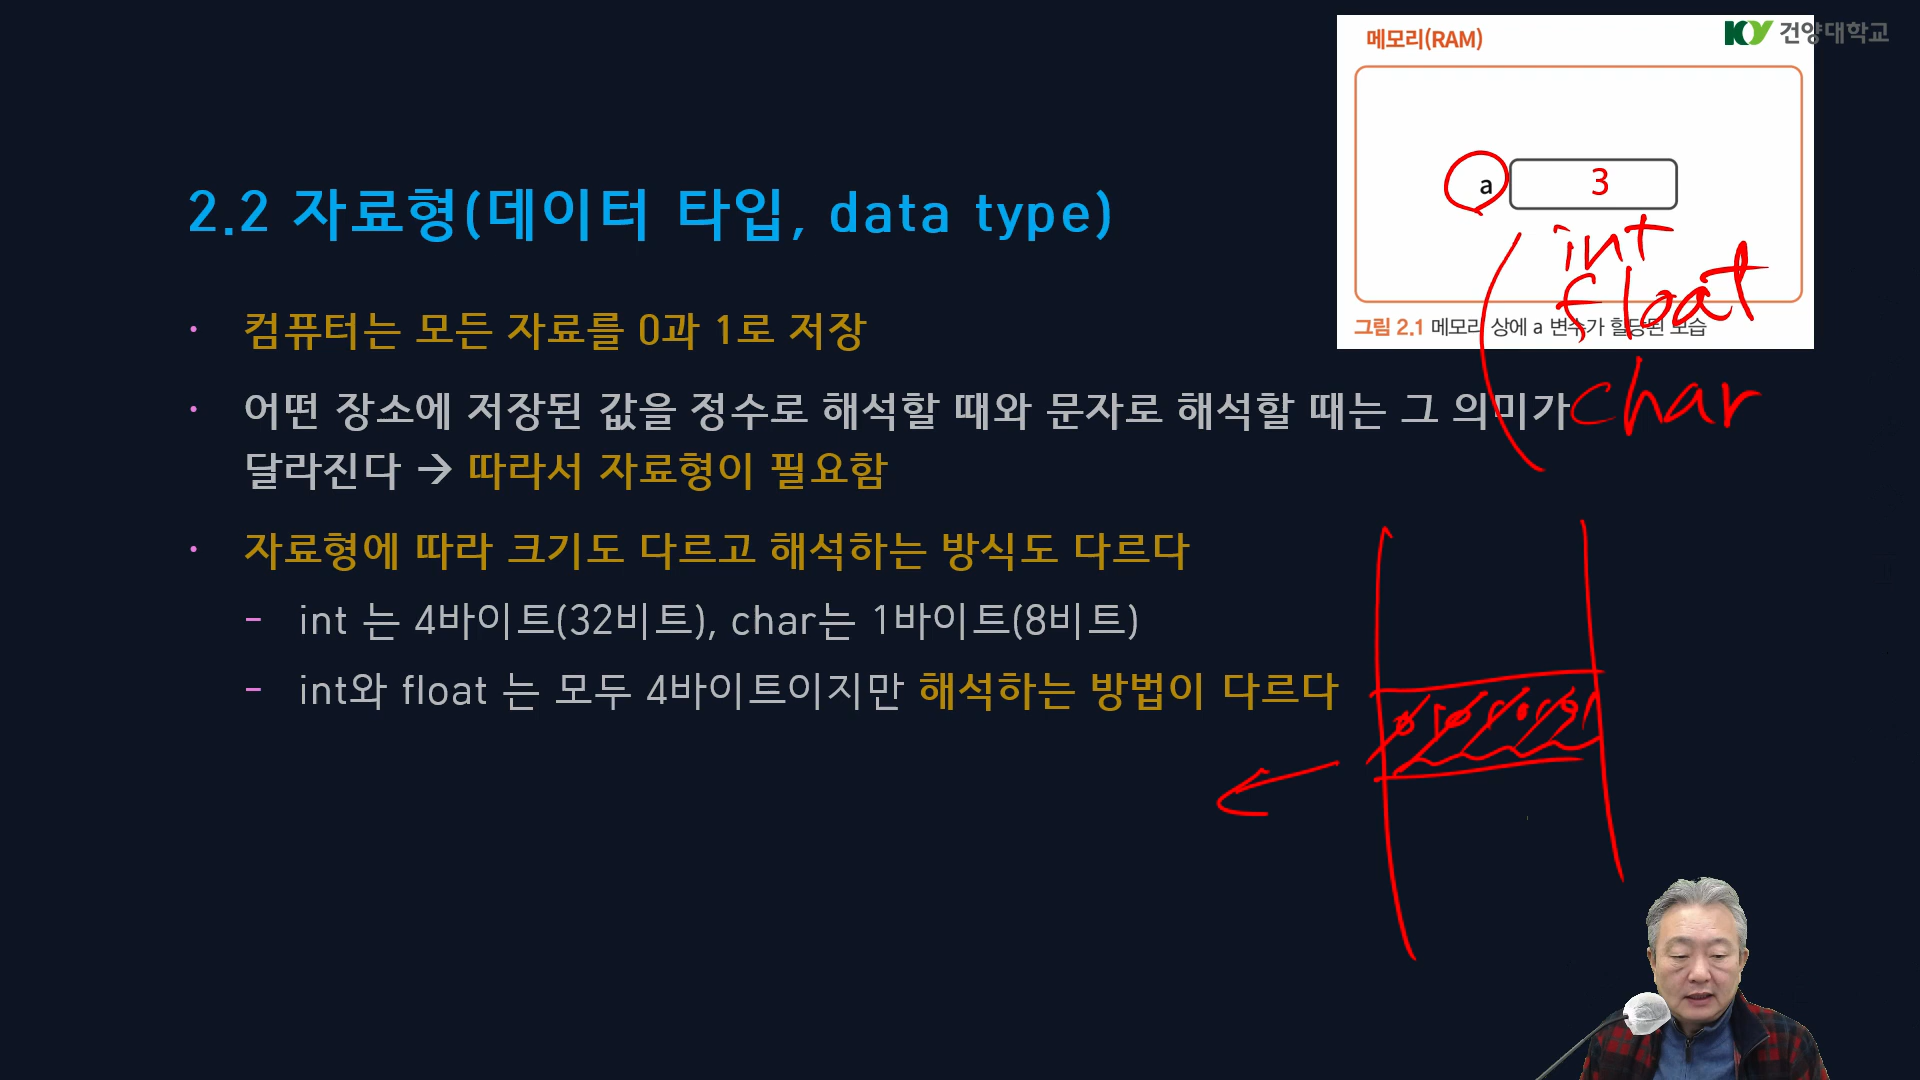 건양대학교
메모리(RAM)
a 3
int
float
char
그림 2.1 메모리 상에 a 변수가 할당된 모습
2.2 자료형(데이터 타입, data type)
· 컴퓨터는 모든 자료를 0과 1로 저장
· 어떤 장소에 저장된 값을 정수로 해석할 때와 문자로 해석할 때는 그 의미가
달라진다 → 따라서 자료형이 필요함
· 자료형에 따라 크기도 다르고 해석하는 방식도 다르다
– int 는 4바이트(32비트), char는 1바이트(8비트)
– int와 float 는 모두 4바이트이지만 해석하는 방법이 다르다